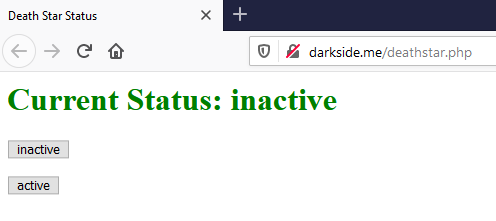 Death Star Status
darkside.me/deathstar.php
Current Status: inactive
inactive
active